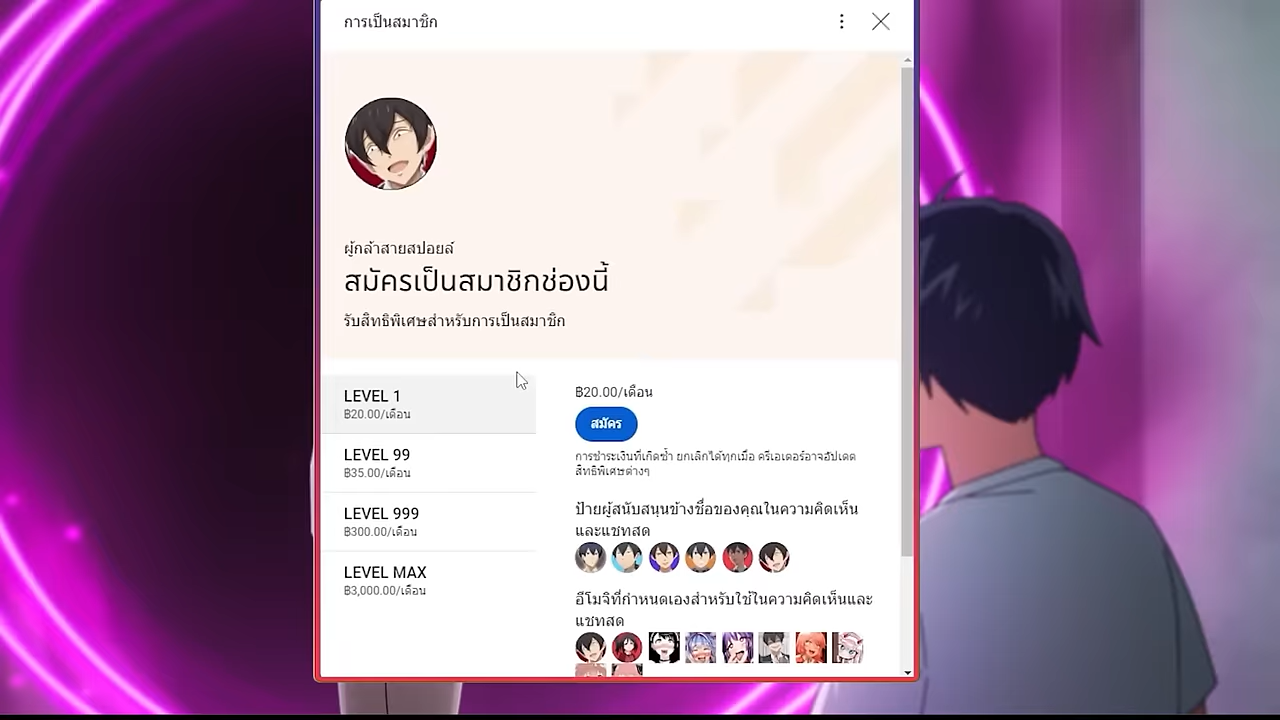 การเป็นสมาชิก
ผู้กล้าสายสปอยล์
สมัครเป็นสมาชิกช่องนี้
รับสิทธิพิเศษสำหรับการเป็นสมาชิก
LEVEL 1
฿20.00/เดือน
LEVEL 99
฿35.00/เดือน
LEVEL 999
฿300.00/เดือน
LEVEL MAX
฿3,000.00/เดือน
฿20.00/เดือน
สมัคร
การชำระเงินที่เกิดซ้ำ ยกเลิกได้ทุกเมื่อ ครีเอเตอร์อาจอัปเดต
สิทธิพิเศษต่างๆ
ป้ายผู้สนับสนุนข้างชื่อของคุณในความคิดเห็น
และแชทสด
อีโมจิที่กำหนดเองสำหรับใช้ในความคิดเห็นและ
แชทสด